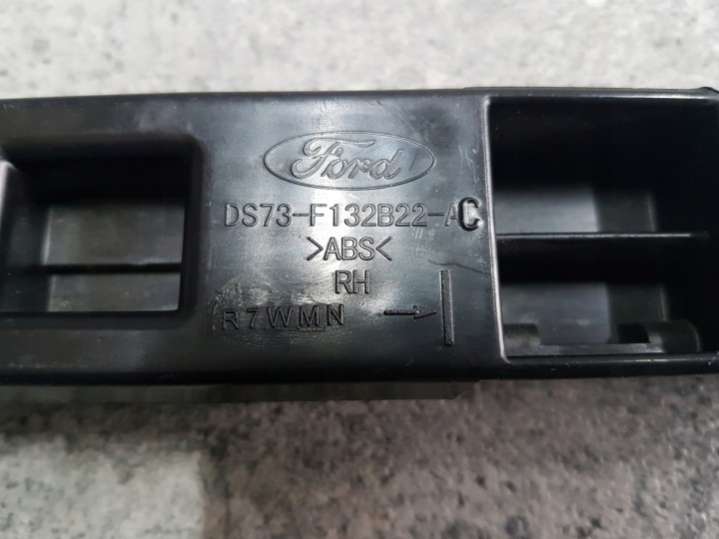 Ford
DS73-F132B22-AC
>ABS<
RH
R7WMN